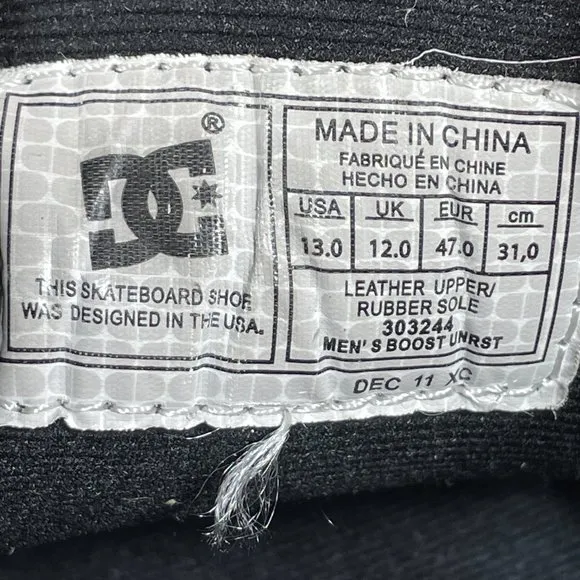 ®
DC
THIS SKATEBOARD SHOE
WAS DESIGNED IN THE USA.
MADE IN CHINA
FABRIQUÉ EN CHINE
HECHO EN CHINA
USA UK EUR cm
13.0 12.0 47.0 31,0
LEATHER UPPER/
RUBBER SOLE
303244
MEN'S BOOST UNRST
DEC 11 XC